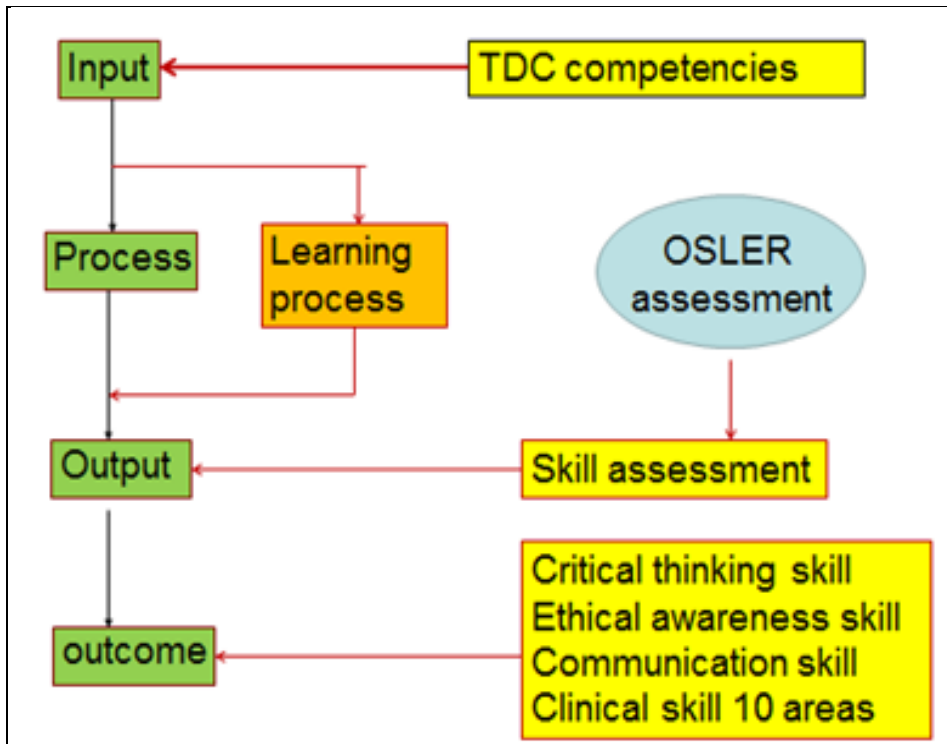 Input
TDC competencies
Process
Learning
process
OSLER
assessment
Output
Skill assessment
outcome
Critical thinking skill
Ethical awareness skill
Communication skill
Clinical skill 10 areas